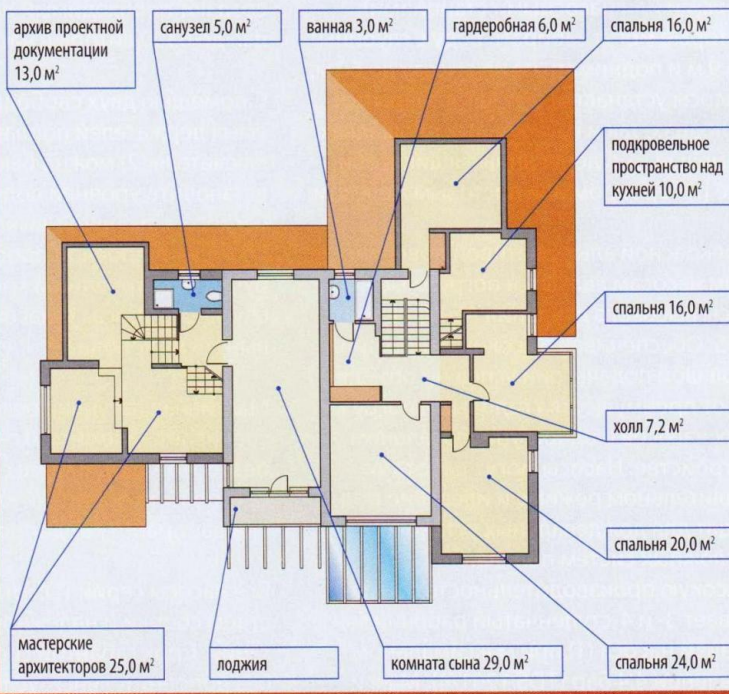 архив проектной
документации
13,0 м²
санузел 5,0 м²
ванная 3,0 м²
гардеробная 6,0 м²
спальня 16,0 м²
подкровельное
пространство над
кухней 10,0 м²
спальня 16,0 м²
холл 7,2 м²
спальня 20,0 м²
мастерские
архитекторов 25,0 м²
лоджия
комната сына 29,0 м²
спальня 24,0 м²